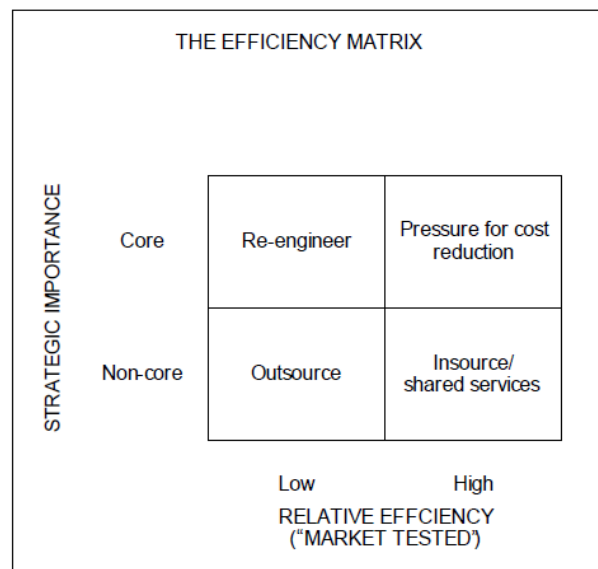 THE EFFICIENCY MATRIX
STRATEGIC IMPORTANCE
Core
Re-engineer
Pressure for cost
reduction
Non-core
Outsource
Insource/
shared services
Low
High
RELATIVE EFFCIENCY
(“MARKET TESTED’)